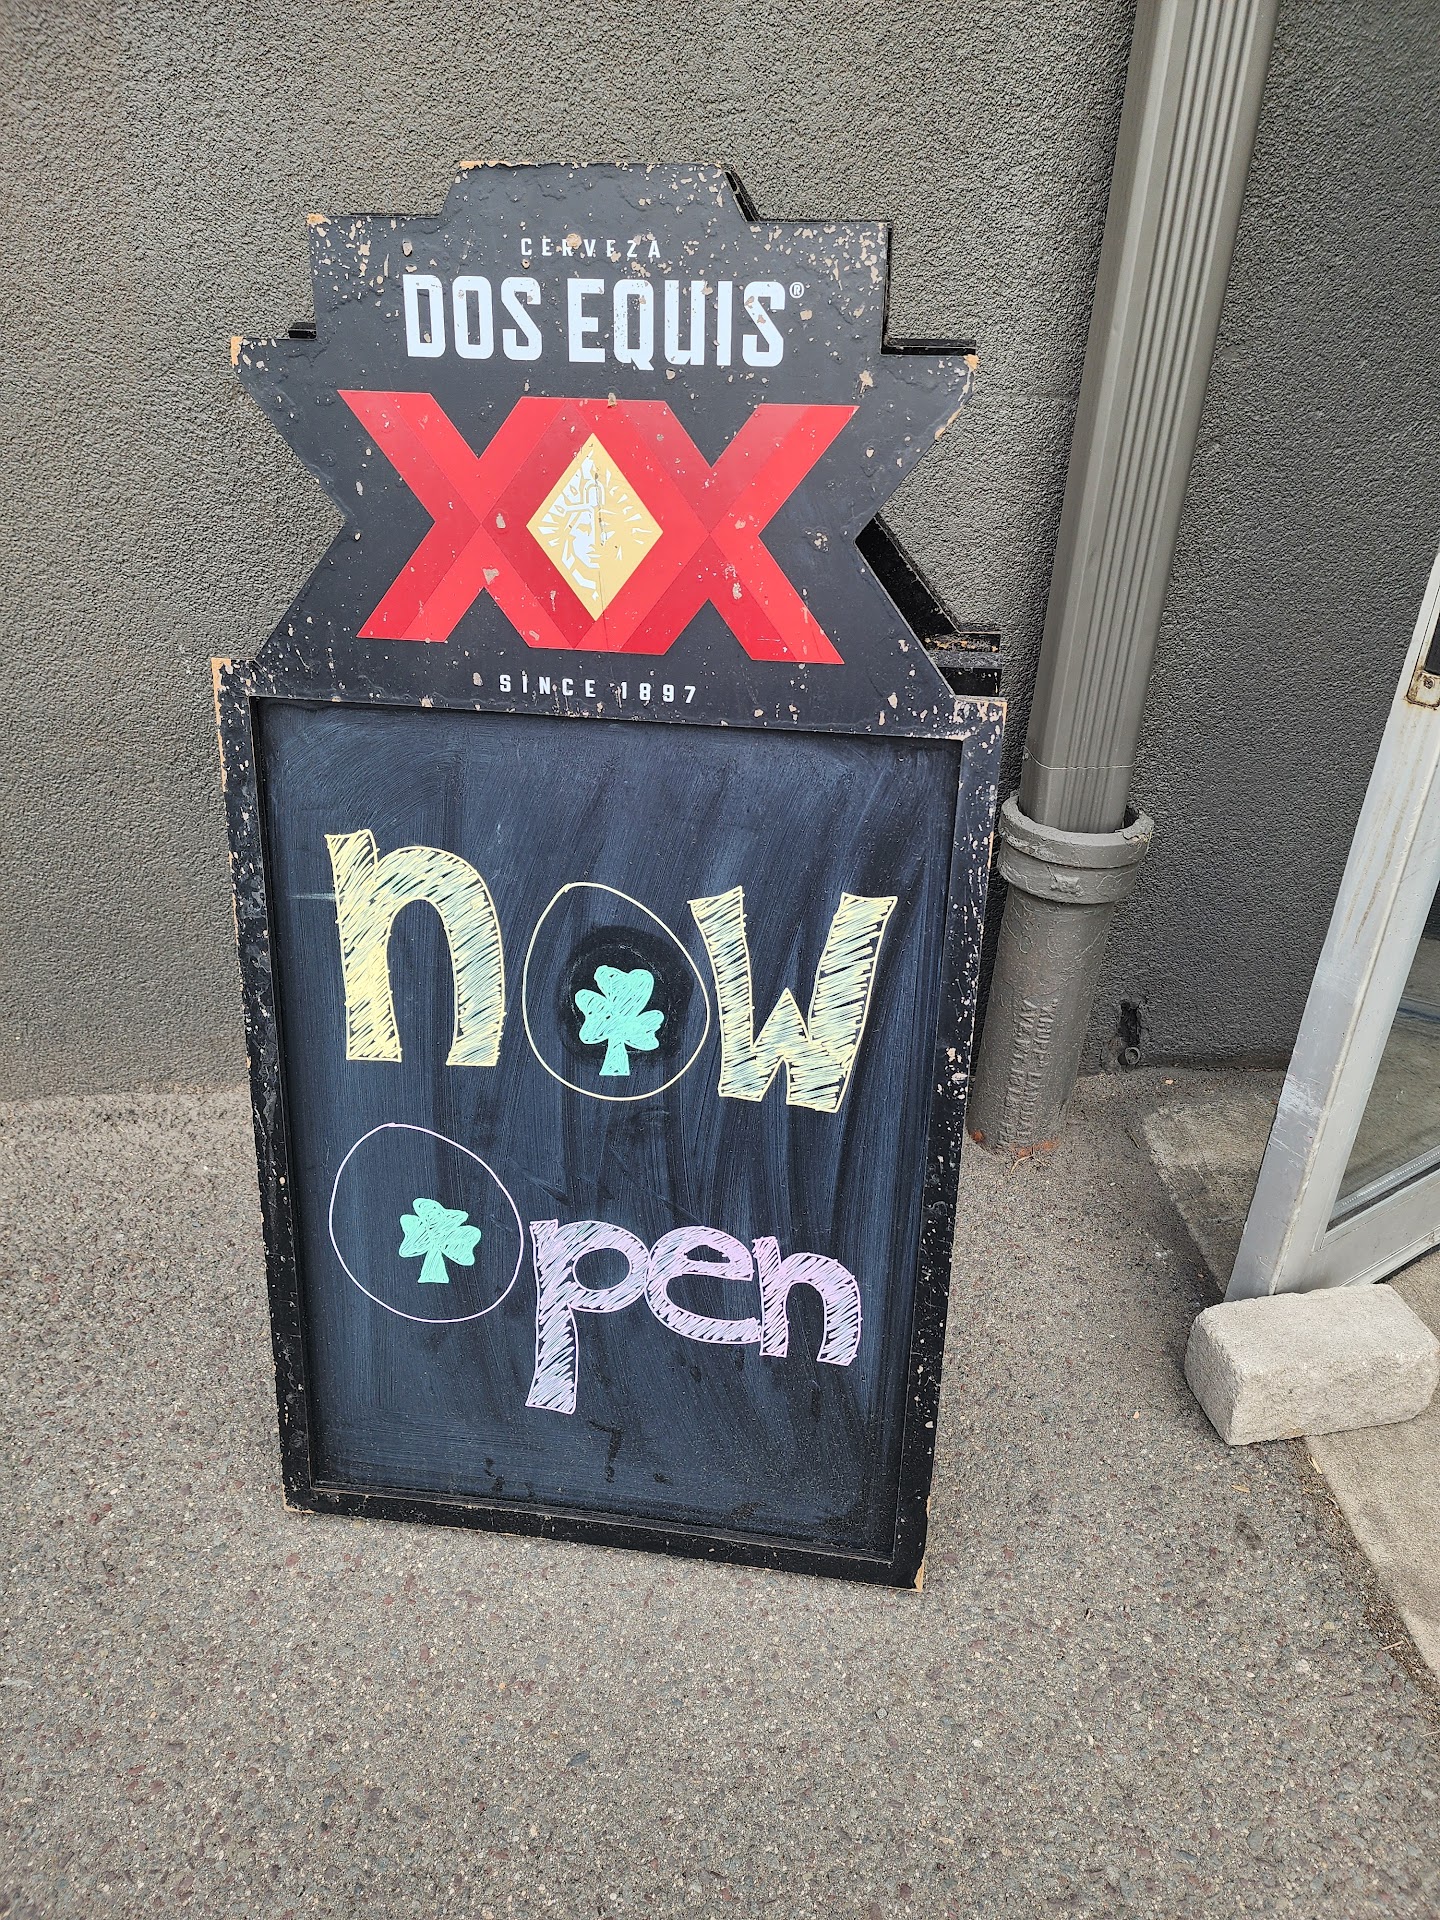 CERVEZA
DOS EQUIS®
XX
SINCE 1897
now
open